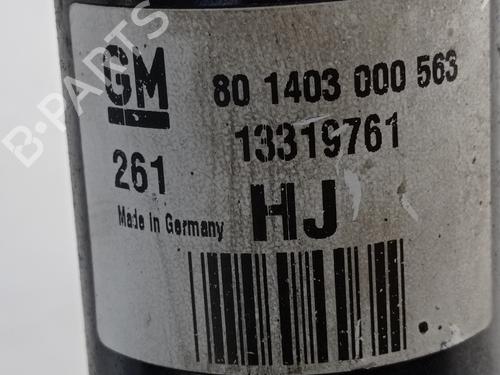 B-PARTS
GM
80 1403 000 563
13319761
261
HJ
Made in Germany